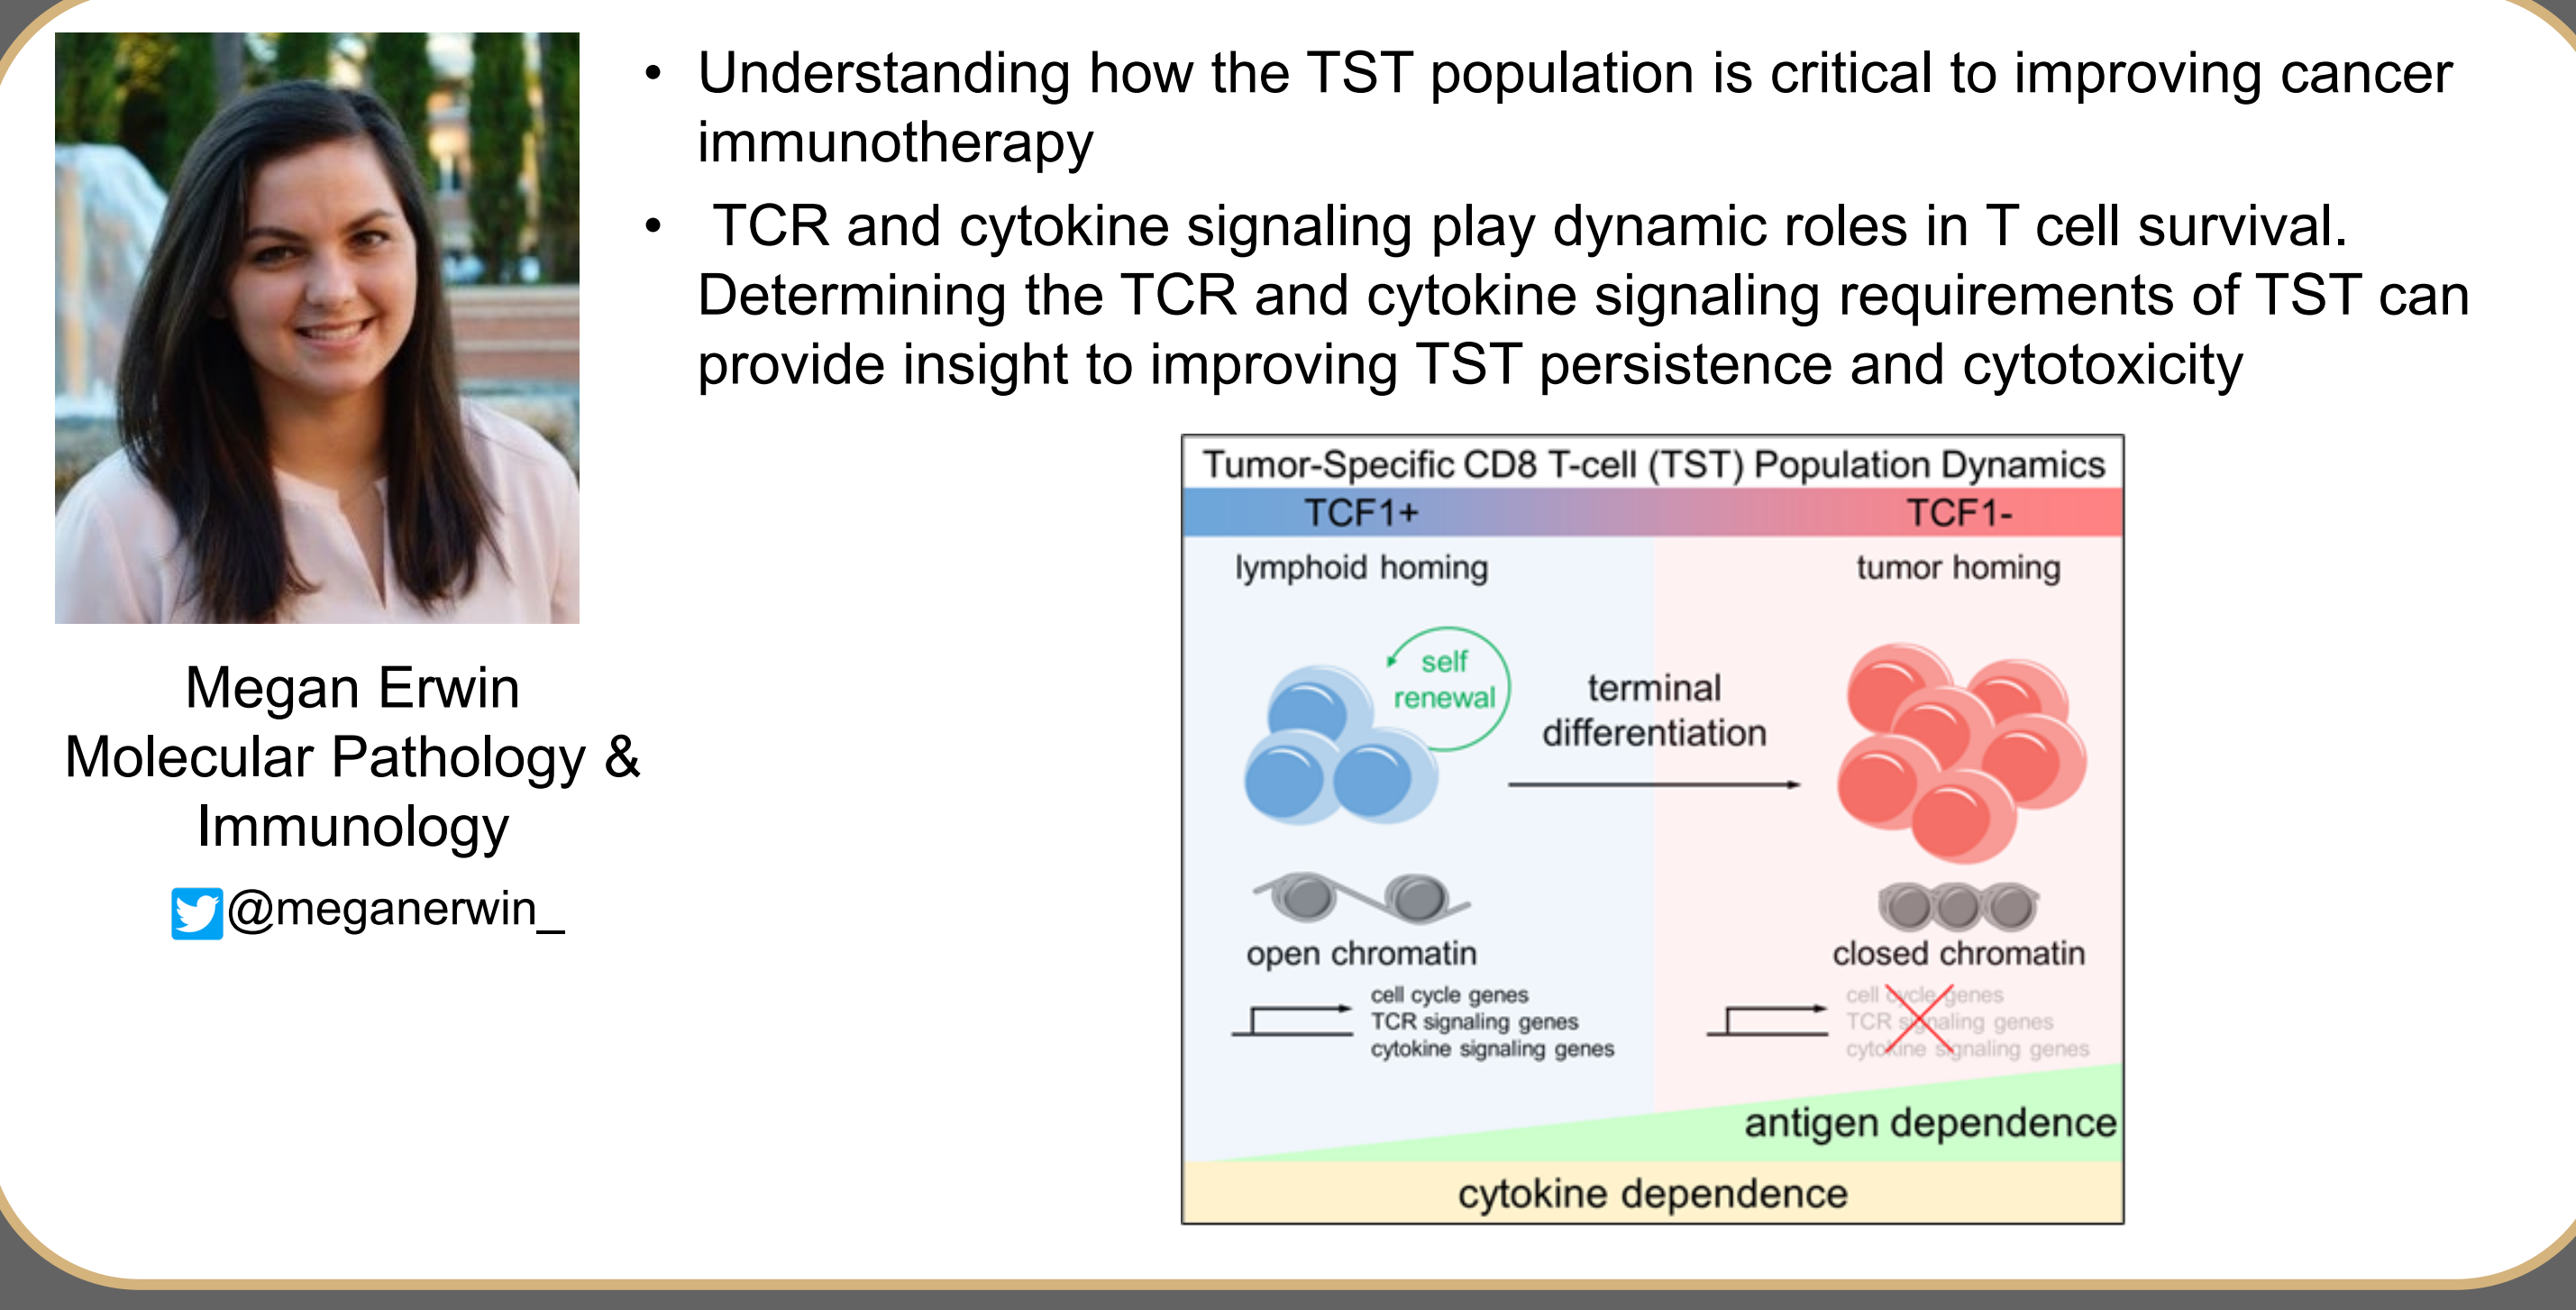 • Understanding how the TST population is critical to improving cancer
immunotherapy
• TCR and cytokine signaling play dynamic roles in T cell survival.
Determining the TCR and cytokine signaling requirements of TST can
provide insight to improving TST persistence and cytotoxicity
Megan Erwin
Molecular Pathology &
Immunology
@meganerwin_
Tumor-Specific CD8 T-cell (TST) Population Dynamics
TCF1+ TCF1-
lymphoid homing tumor homing
self
renewal
terminal
differentiation
open chromatin closed chromatin
cell cycle genes
TCR signaling genes
cytokine signaling genes
cell cycle genes
TCR signaling genes
cytokine signaling genes
antigen dependence
cytokine dependence